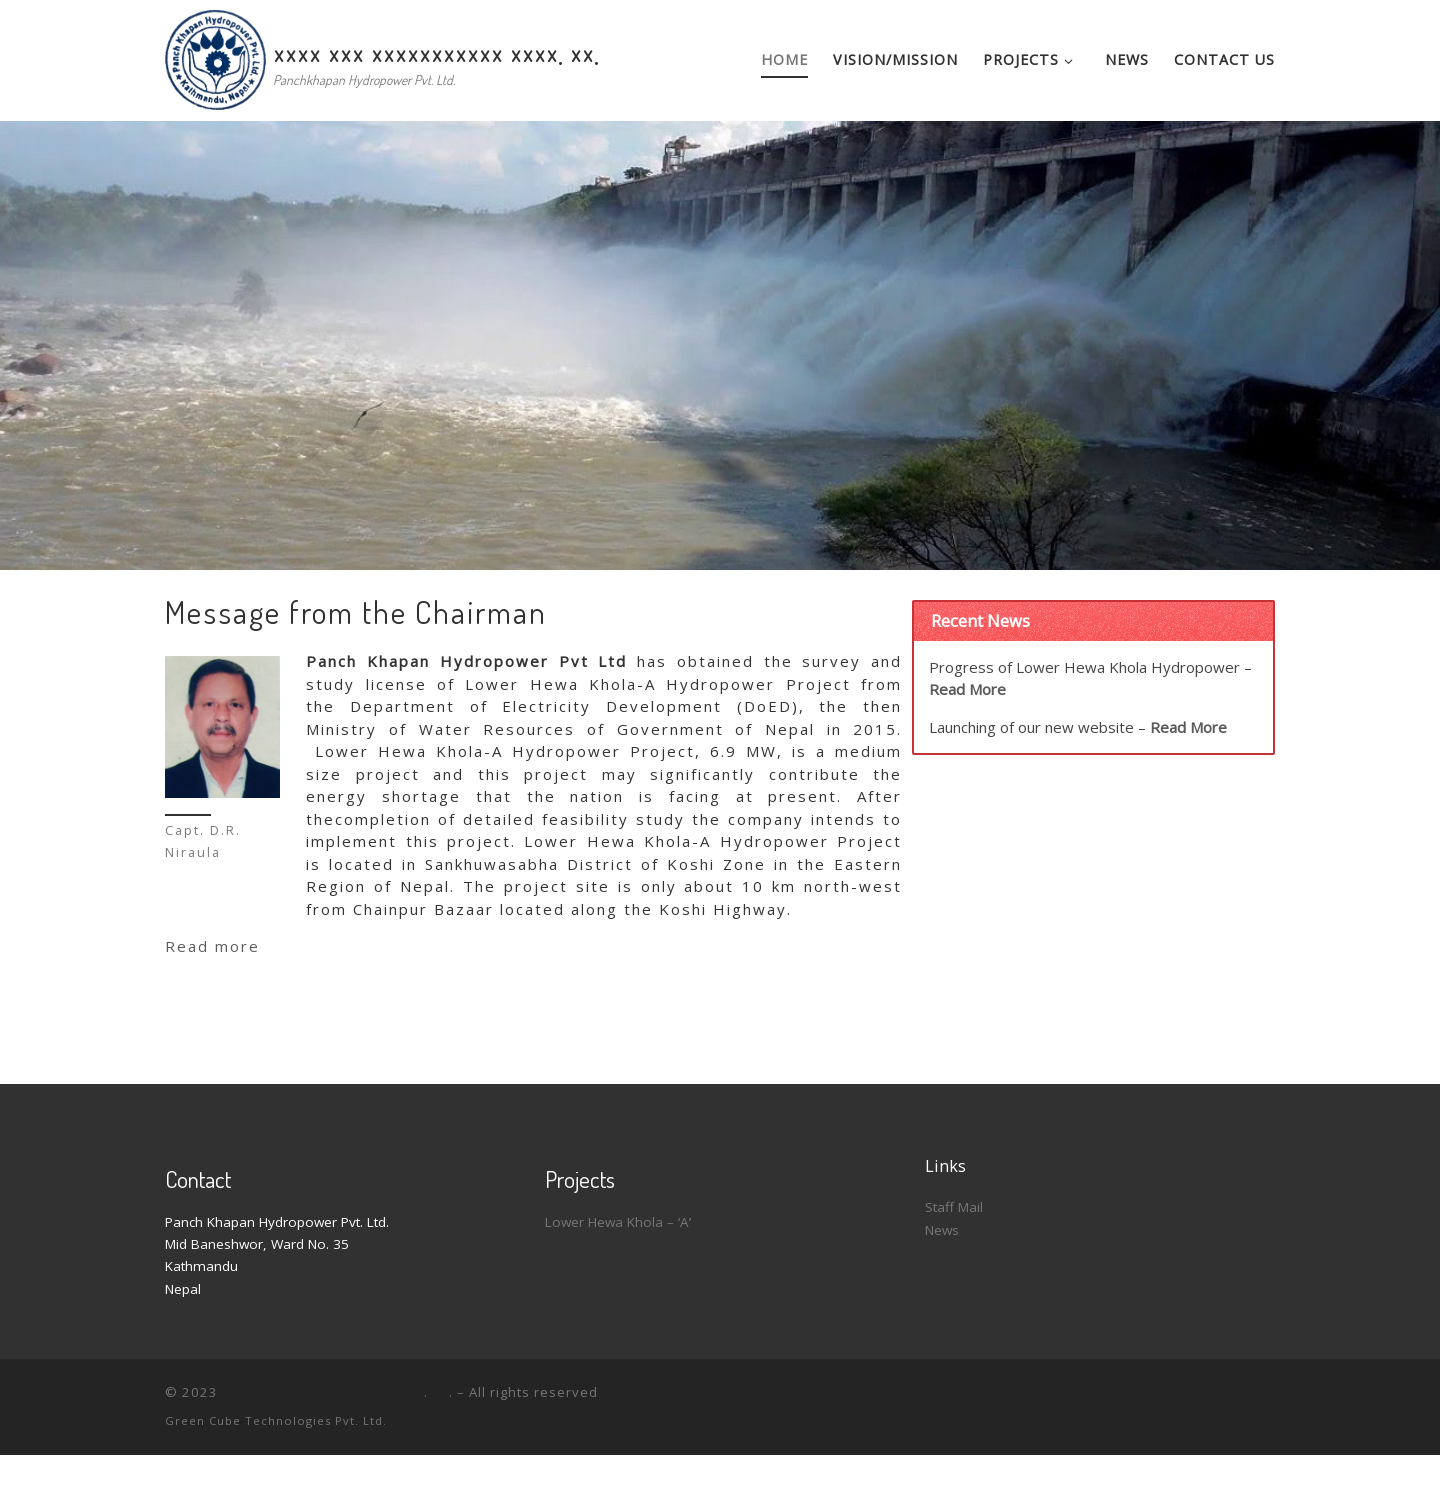 Panch Khapan Hydropower Pvt. Ltd.
Kathmandu, Nepal
xxxx xxx xxxxxxxxxxx xxxx. xx.
Panchkhapan Hydropower Pvt. Ltd.
HOME VISION/MISSION PROJECTS NEWS CONTACT US
Message from the Chairman
Capt. D.R.
Niraula
Panch Khapan Hydropower Pvt Ltd has obtained the survey and
study license of Lower Hewa Khola-A Hydropower Project from
the Department of Electricity Development (DoED), the then
Ministry of Water Resources of Government of Nepal in 2015.
Lower Hewa Khola-A Hydropower Project, 6.9 MW, is a medium
size project and this project may significantly contribute the
energy shortage that the nation is facing at present. After
thecompletion of detailed feasibility study the company intends to
implement this project. Lower Hewa Khola-A Hydropower Project
is located in Sankhuwasabha District of Koshi Zone in the Eastern
Region of Nepal. The project site is only about 10 km north-west
from Chainpur Bazaar located along the Koshi Highway.
Read more
Recent News
Progress of Lower Hewa Khola Hydropower –
Read More
Launching of our new website – Read More
Contact
Panch Khapan Hydropower Pvt. Ltd.
Mid Baneshwor, Ward No. 35
Kathmandu
Nepal
Projects
Lower Hewa Khola – ‘A’
Links
Staff Mail
News
© 2023 . . – All rights reserved
Green Cube Technologies Pvt. Ltd.